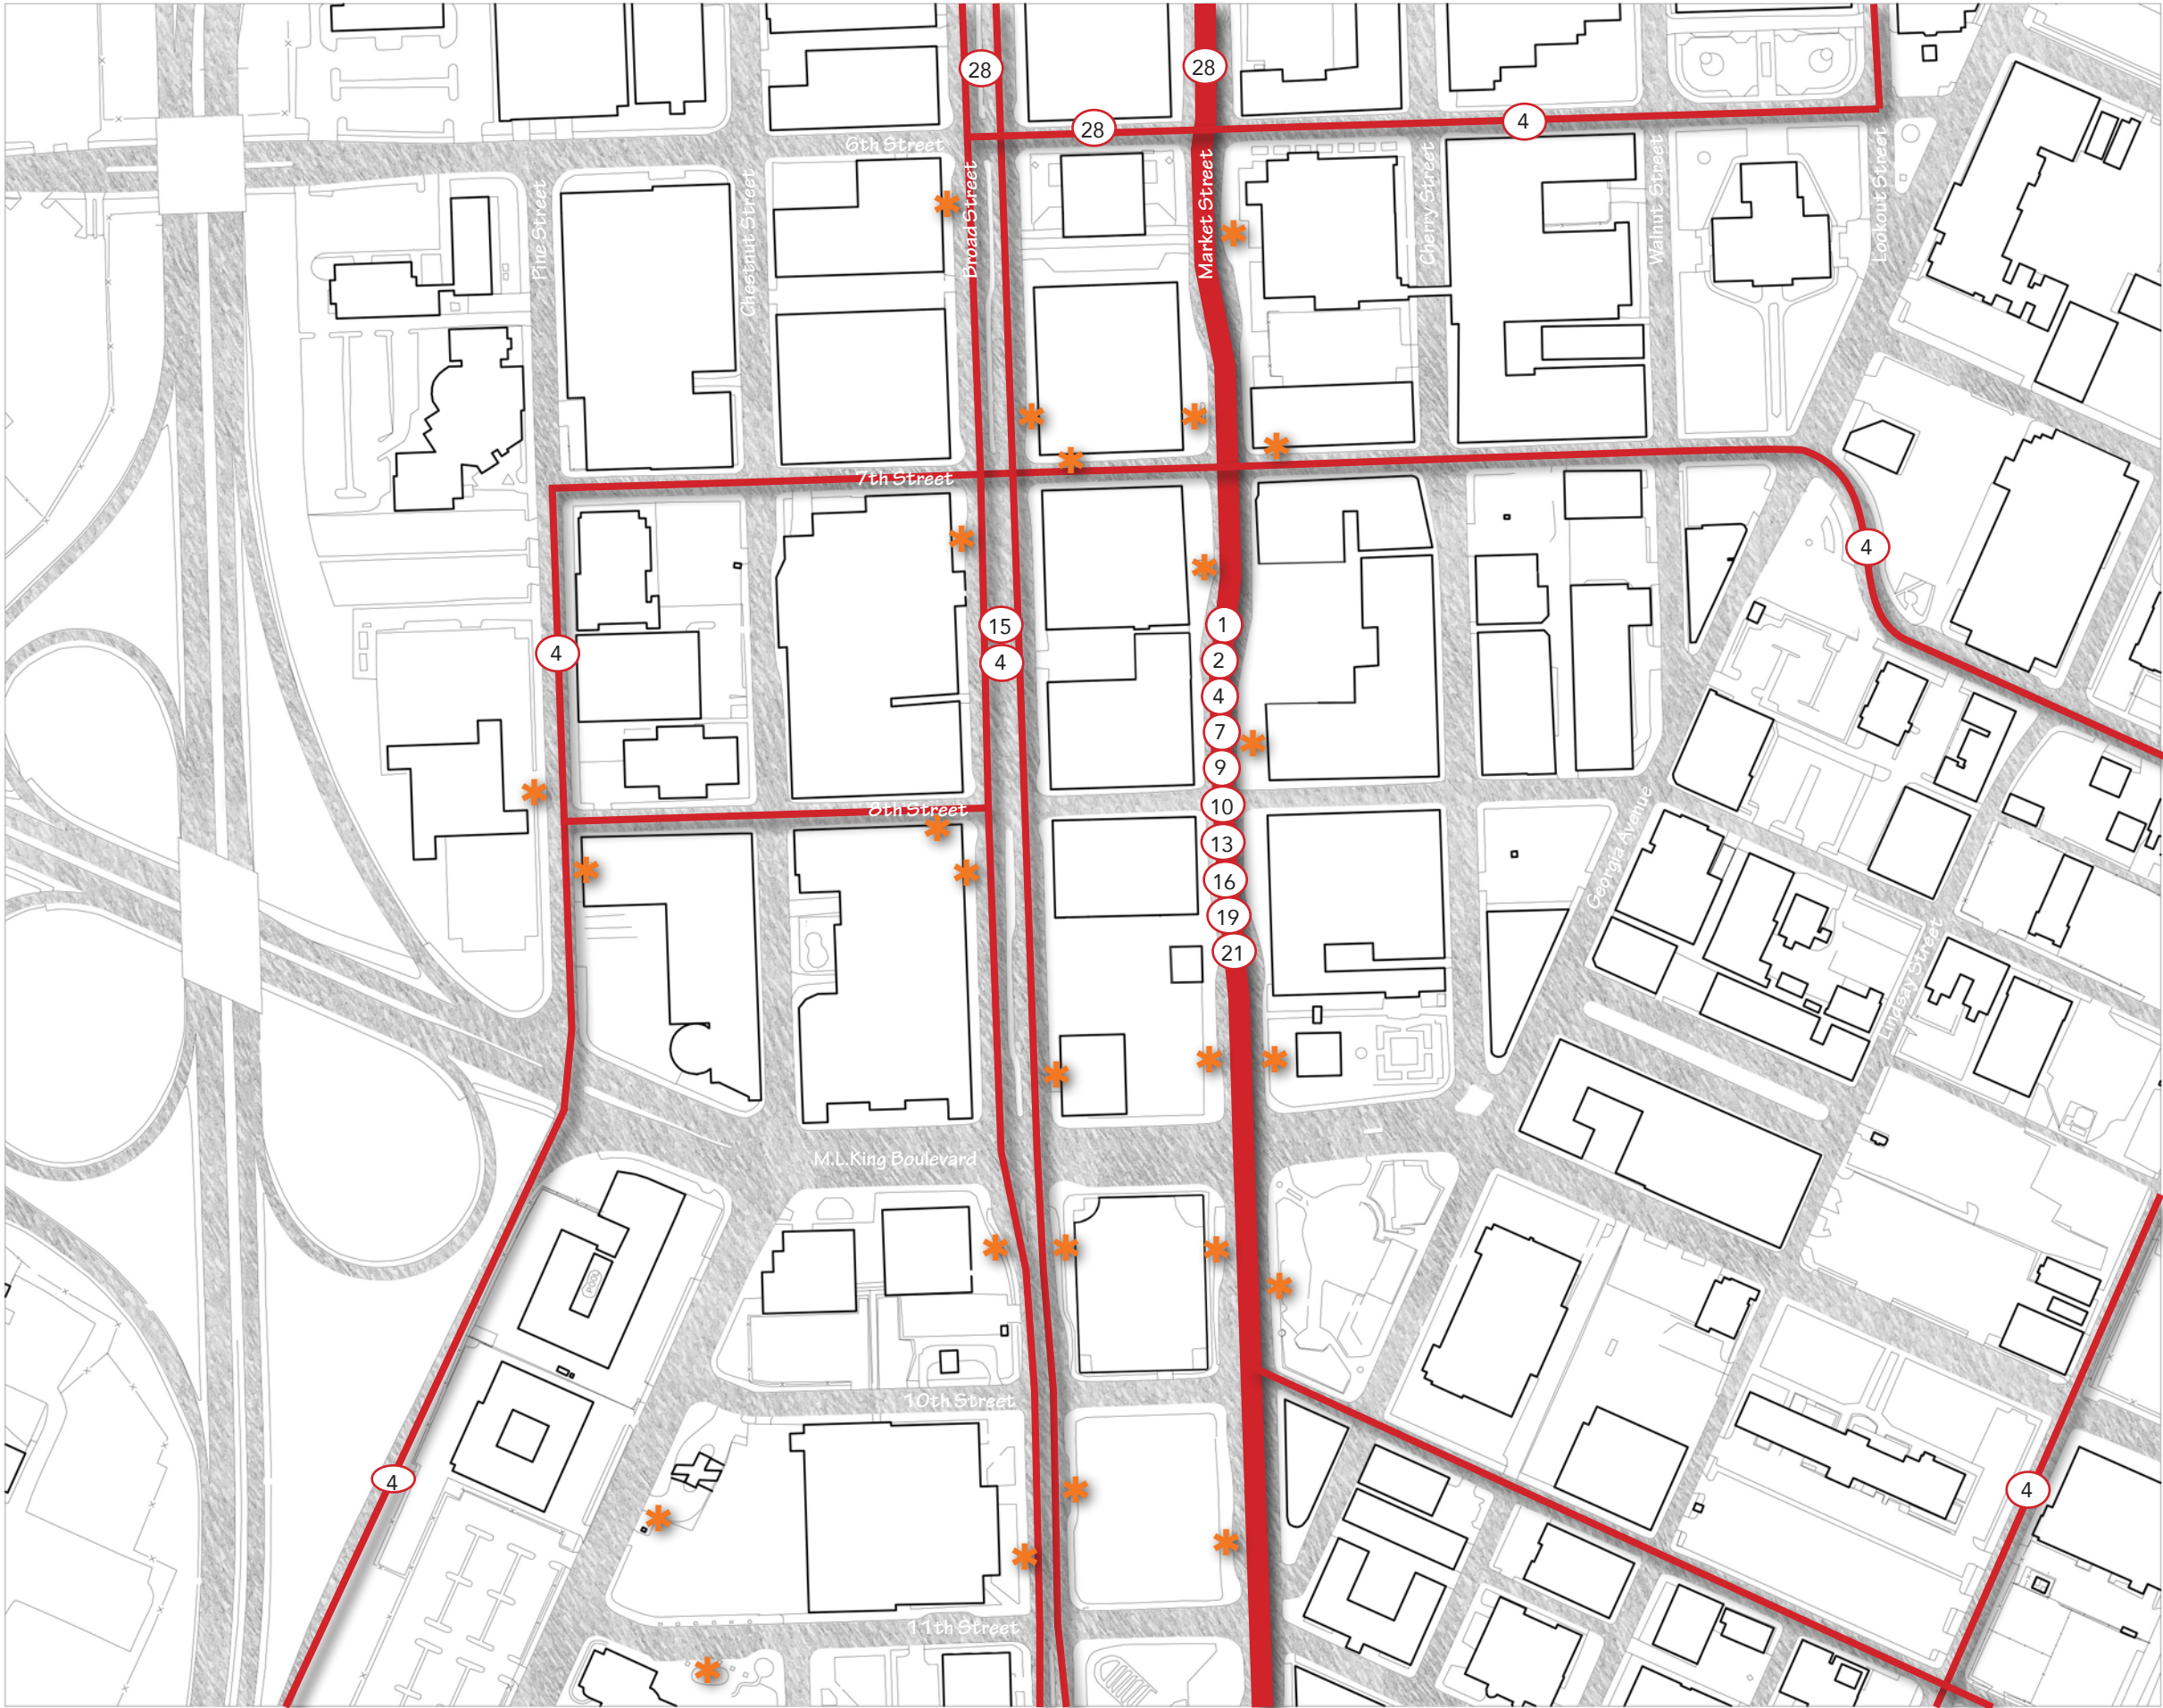 28
28
28
4
6th Street
Pine Street
Chestnut Street
Broad Street
Market Street
Cherry Street
Walnut Street
Lookout Street
7th Street
4
4
15
4
1
2
4
7
9
10
13
16
19
21
8th Street
Georgia Avenue
Lindsay Street
M.L.King Boulevard
POOL
10th Street
4
4
11th Street